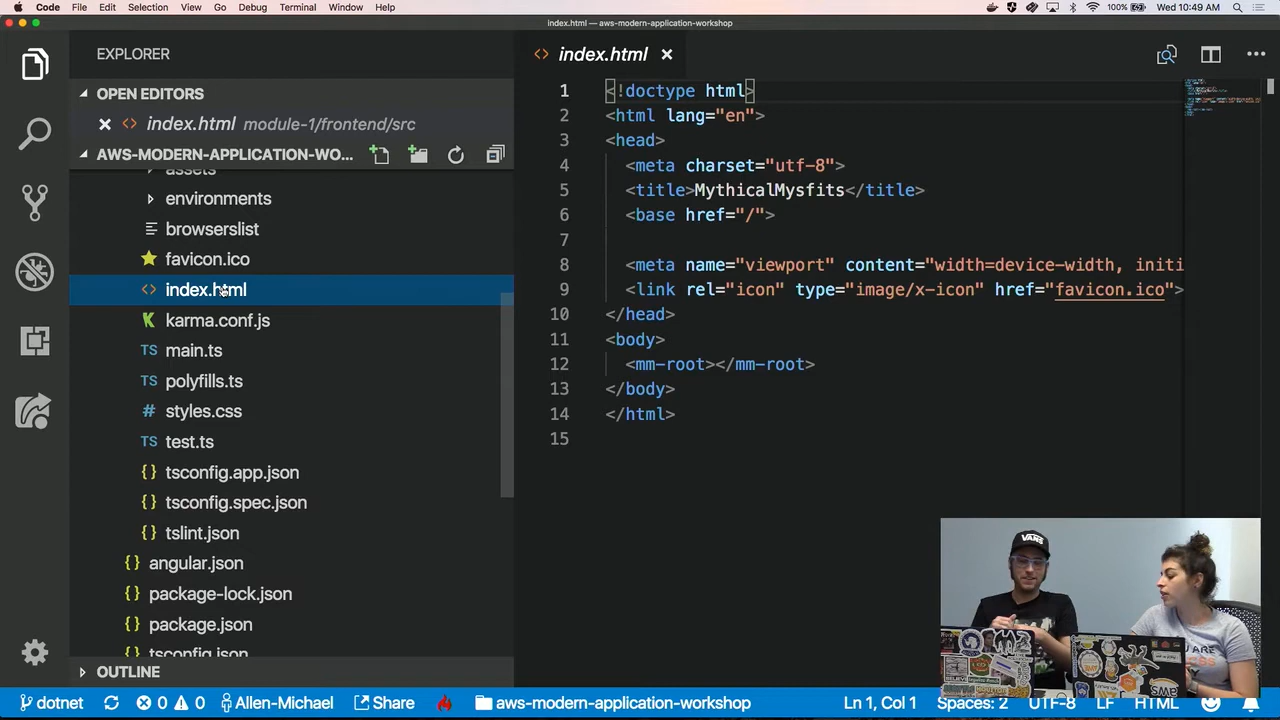 Code File Edit Selection View Go Debug Terminal Window Help 100% Wed 10:49 AM
index.html — aws-modern-application-workshop
EXPLORER
OPEN EDITORS
index.html module-1/frontend/src
AWS-MODERN-APPLICATION-WO...
assets
environments
browserslist
favicon.ico
index.html
karma.conf.js
TS main.ts
TS polyfills.ts
# styles.css
TS test.ts
{ } tsconfig.app.json
{ } tsconfig.spec.json
{ } tslint.json
{ } angular.json
{ } package-lock.json
{ } package.json
tsconfig.json
OUTLINE
index.html
1 <!doctype html>
2 <html lang="en">
3 <head>
4 <meta charset="utf-8">
5 <title>MythicalMysfits</title>
6 <base href="/">
7
8 <meta name="viewport" content="width=device-width, initi
9 <link rel="icon" type="image/x-icon" href="favicon.ico">
10 </head>
11 <body>
12 <mm-root></mm-root>
13 </body>
14 </html>
15
VANS
aws
dotnet 0 0 Allen-Michael Share aws-modern-application-workshop Ln 1, Col 1 Spaces: 2 UTF-8 LF HTML